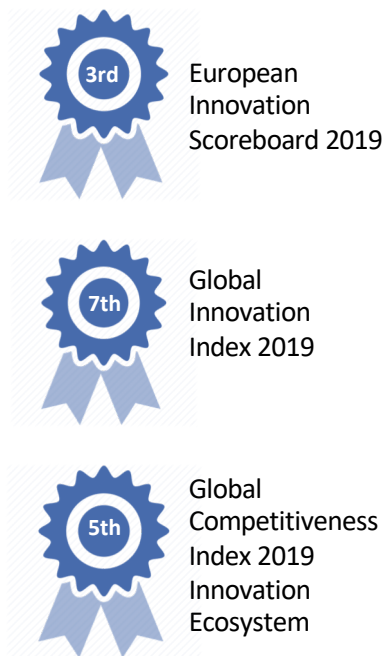 3rd
European
Innovation
Scoreboard 2019
7th
Global
Innovation
Index 2019
5th
Global
Competitiveness
Index 2019
Innovation
Ecosystem